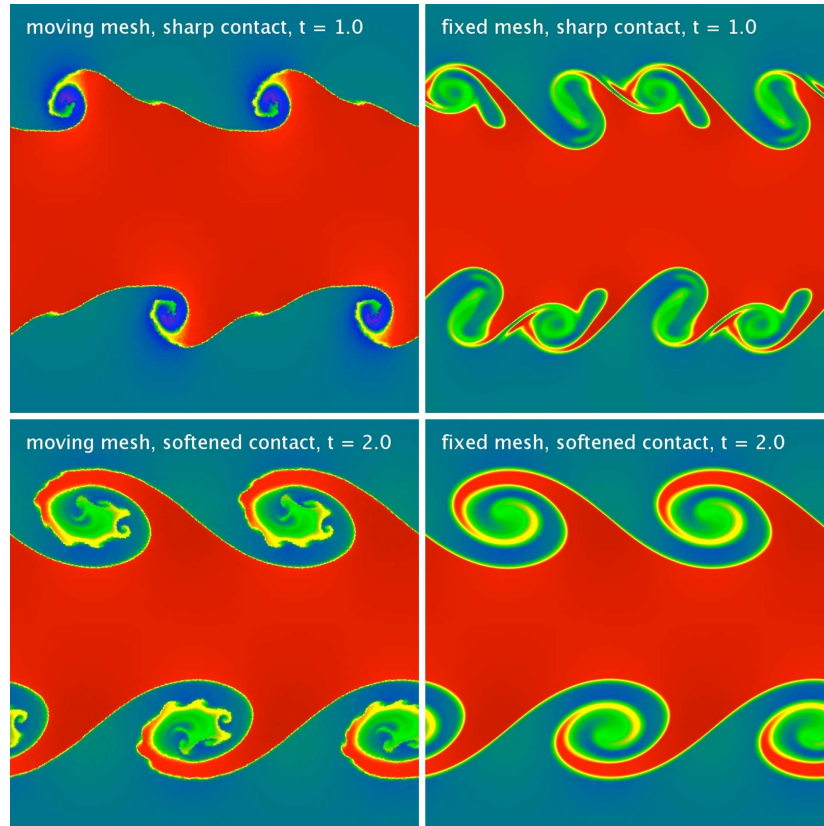 moving mesh, sharp contact, t = 1.0
fixed mesh, sharp contact, t = 1.0
moving mesh, softened contact, t = 2.0
fixed mesh, softened contact, t = 2.0